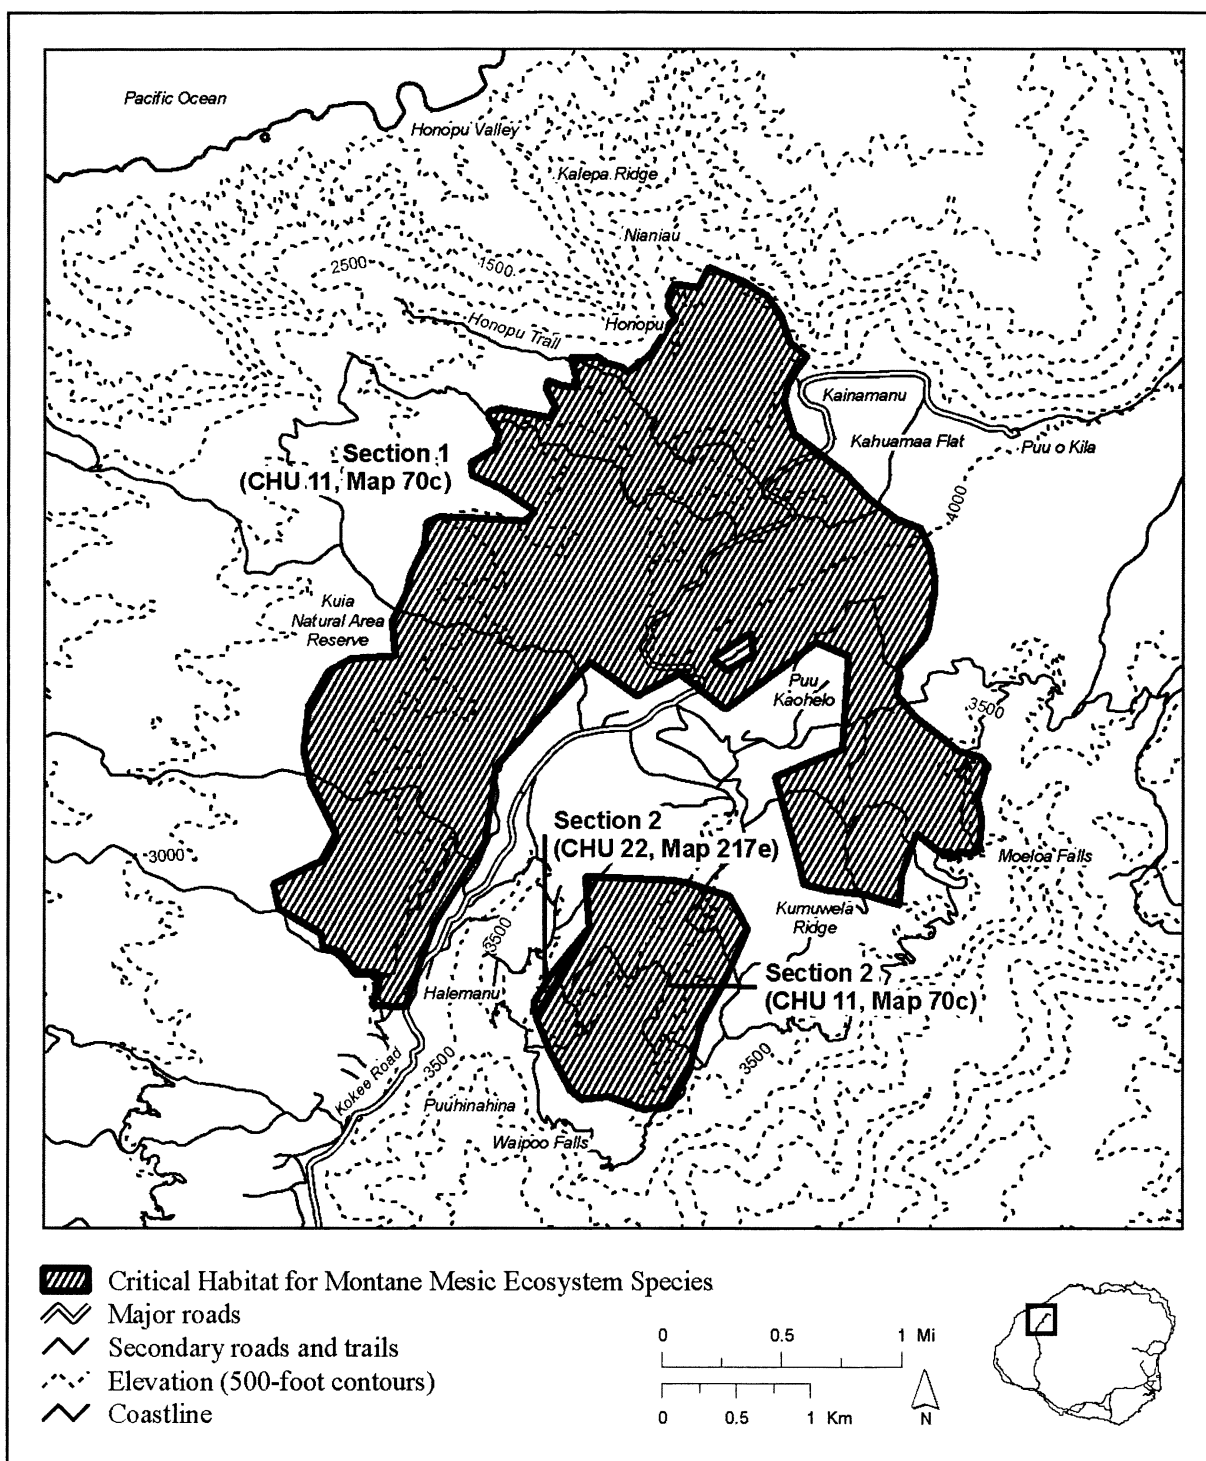 Pacific Ocean
Honopu Valley
Kalepa Ridge
Nianiau
2500
1500
Honopu Trail
Honopu
Kainamanu
Kahuamaa Flat
Puu o Kila
Section 1
(CHU 11, Map 70c)
4000
Kuia
Natural Area
Reserve
Puu
Kaohelo
3500
Section 2
(CHU 22, Map 217e)
3000
Moeloa Falls
Kumuwela
Ridge
3500
Section 2
(CHU 11, Map 70c)
Halemanu
3500
3500
Kokee Road
Puuhinahina
Waipoo Falls
Critical Habitat for Montane Mesic Ecosystem Species
Major roads
Secondary roads and trails
Elevation (500-foot contours)
Coastline
0 0.5 1 Mi
0 0.5 1 Km
N